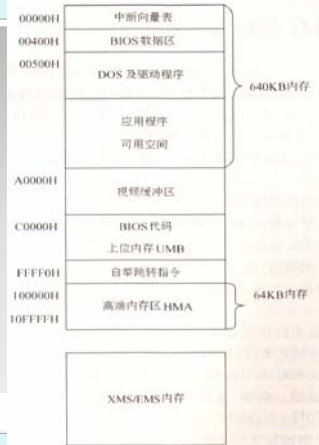 00000H 中断向量表
00400H BIOS数据区
00500H DOS 及驱动程序
640KB内存
应用程序
可用空间
A0000H 视频缓冲区
C0000H BIOS代码
上位内存UMB
FFFF0H 自举跳转指令
100000H 高端内存区HMA
64KB内存
10FFFFH
XMS/EMS内存